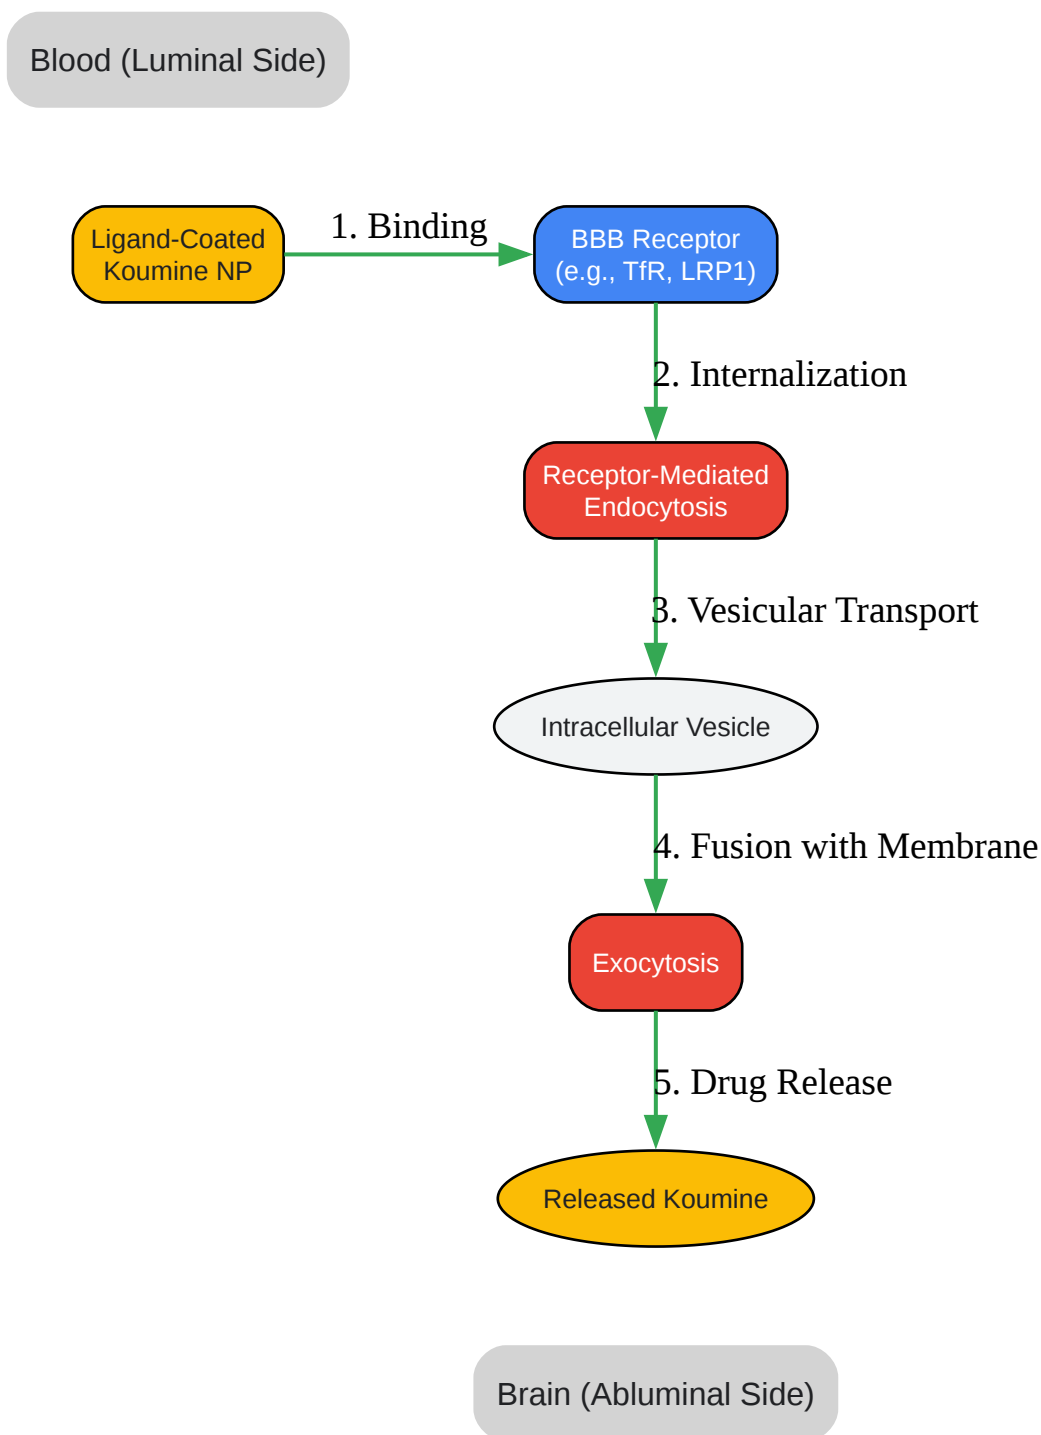 Blood (Luminal Side)
Ligand-Coated
Koumine NP
1. Binding
BBB Receptor
(e.g., TfR, LRP1)
2. Internalization
Receptor-Mediated
Endocytosis
3. Vesicular Transport
Intracellular Vesicle
4. Fusion with Membrane
Exocytosis
5. Drug Release
Released Koumine
Brain (Abluminal Side)